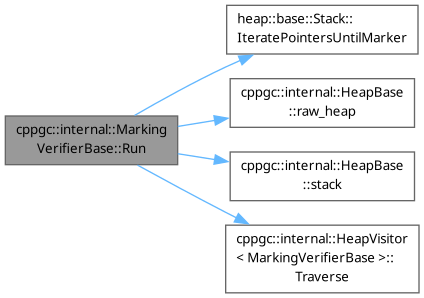 heap::base::Stack::
IteratePointersUntilMarker
cppgc::internal::HeapBase
::raw_heap
cppgc::internal::Marking
VerifierBase::Run
cppgc::internal::HeapBase
::stack
cppgc::internal::HeapVisitor
< MarkingVerifierBase >::
Traverse